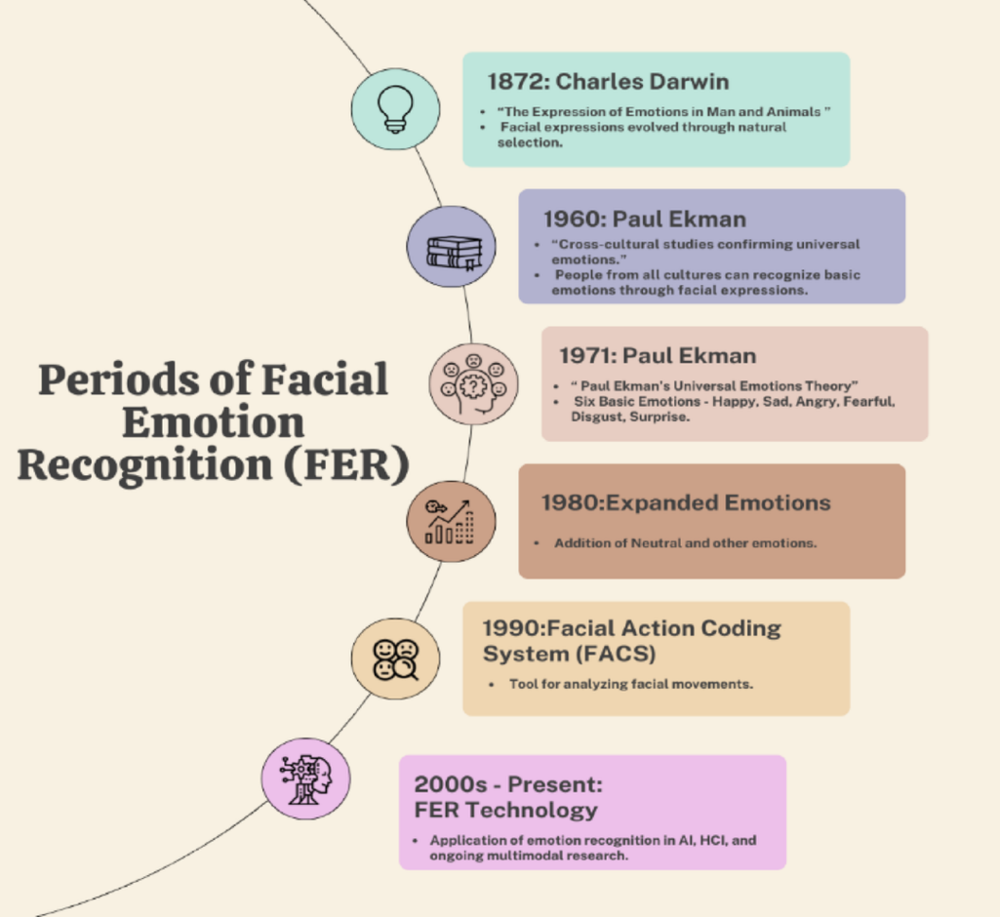 Periods of Facial
Emotion
Recognition (FER)
1872: Charles Darwin
• “The Expression of Emotions in Man and Animals ”
• Facial expressions evolved through natural
selection.
1960: Paul Ekman
• “Cross-cultural studies confirming universal
emotions.”
• People from all cultures can recognize basic
emotions through facial expressions.
1971: Paul Ekman
• “ Paul Ekman’s Universal Emotions Theory”
• Six Basic Emotions - Happy, Sad, Angry, Fearful,
Disgust, Surprise.
1980:Expanded Emotions
• Addition of Neutral and other emotions.
1990:Facial Action Coding
System (FACS)
• Tool for analyzing facial movements.
2000s - Present:
FER Technology
• Application of emotion recognition in AI, HCI, and
ongoing multimodal research.